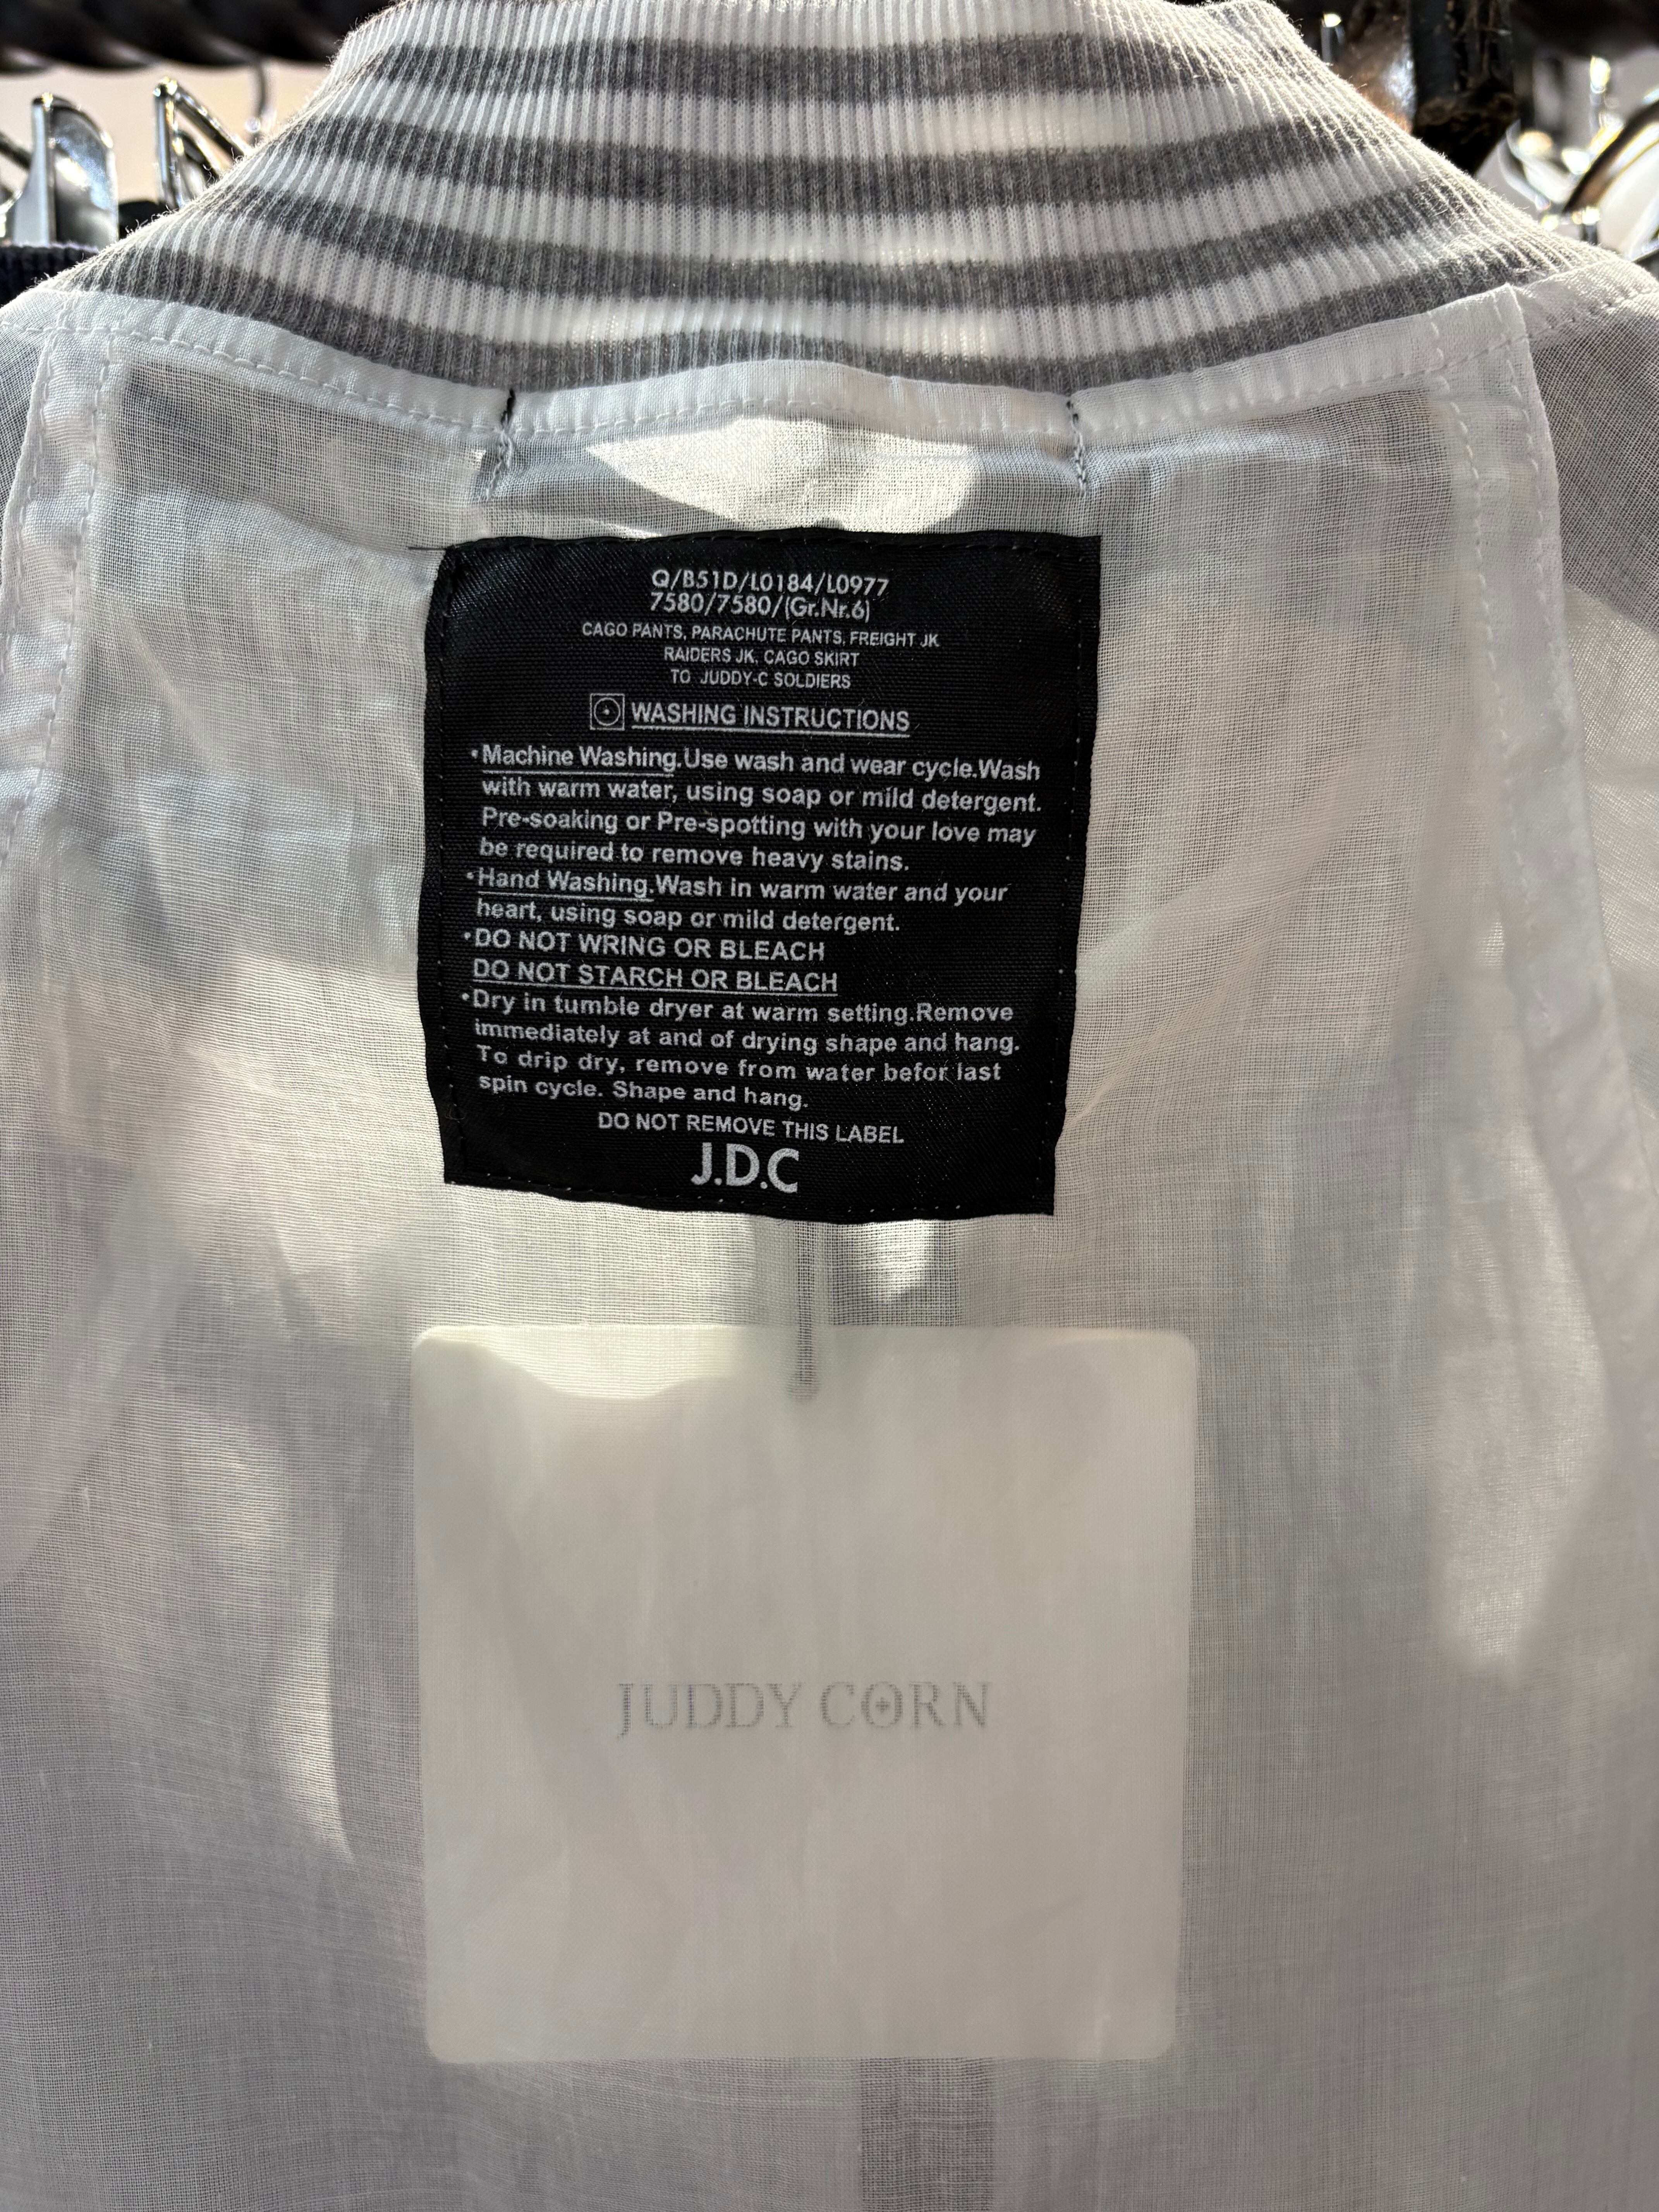 Q/B51D/L0184/L0977
7580/7580/(Gr.Nr.6)
CAGO PANTS, PARACHUTE PANTS, FREIGHT JK
RAIDERS JK, CAGO SKIRT
TO JUDDY-C SOLDIERS
WASHING INSTRUCTIONS
•Machine Washing.Use wash and wear cycle.Wash
with warm water, using soap or mild detergent.
Pre-soaking or Pre-spotting with your love may
be required to remove heavy stains.
•Hand Washing.Wash in warm water and your
heart, using soap or mild detergent.
•DO NOT WRING OR BLEACH
DO NOT STARCH OR BLEACH
•Dry in tumble dryer at warm setting.Remove
immediately at and of drying shape and hang.
To drip dry, remove from water befor last
spin cycle. Shape and hang.
DO NOT REMOVE THIS LABEL
J.D.C
JUDDY CORN